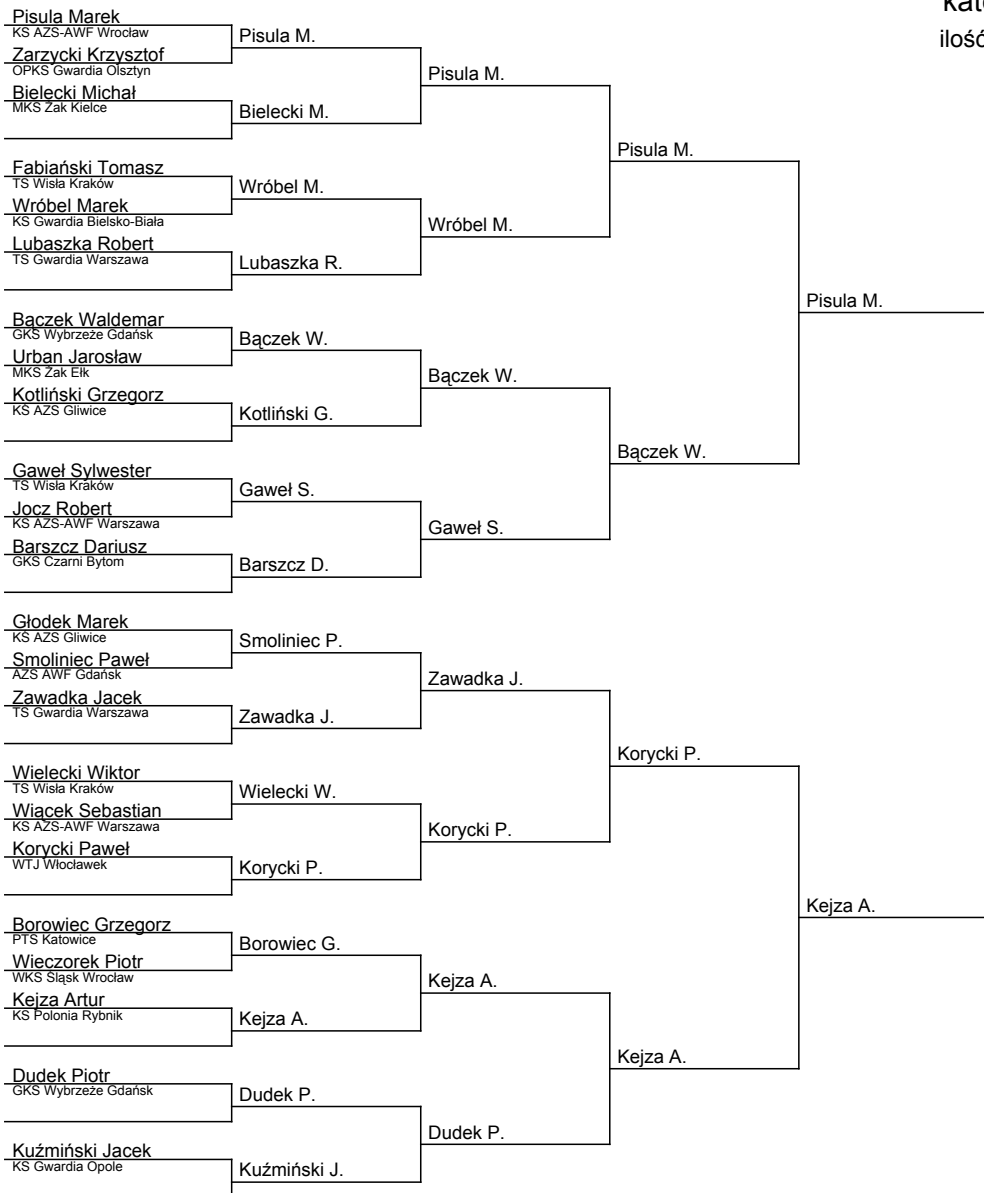 kate
ilość
Pisula Marek
KS AZS-AWF Wrocław
Zarzycki Krzysztof
OPKS Gwardia Olsztyn
Bielecki Michał
MKS Żak Kielce
Fabiański Tomasz
TS Wisła Kraków
Wróbel Marek
KS Gwardia Bielsko-Biała
Lubaszka Robert
TS Gwardia Warszawa
Bączek Waldemar
GKS Wybrzeże Gdańsk
Urban Jarosław
MKS Żak Ełk
Kotliński Grzegorz
KS AZS Gliwice
Gaweł Sylwester
TS Wisła Kraków
Jocz Robert
KS AZS-AWF Warszawa
Barszcz Dariusz
GKS Czarni Bytom
Głodek Marek
KS AZS Gliwice
Smoliniec Paweł
AZS AWF Gdańsk
Zawadka Jacek
TS Gwardia Warszawa
Wielecki Wiktor
TS Wisła Kraków
Wiącek Sebastian
KS AZS-AWF Warszawa
Korycki Paweł
WTJ Włocławek
Borowiec Grzegorz
PTS Katowice
Wieczorek Piotr
WKS Śląsk Wrocław
Kejza Artur
KS Polonia Rybnik
Dudek Piotr
GKS Wybrzeże Gdańsk
Kuźmiński Jacek
KS Gwardia Opole
Pisula M.
Bielecki M.
Wróbel M.
Lubaszka R.
Bączek W.
Kotliński G.
Gaweł S.
Barszcz D.
Smoliniec P.
Zawadka J.
Wielecki W.
Korycki P.
Borowiec G.
Kejza A.
Dudek P.
Kuźmiński J.
Pisula M.
Wróbel M.
Bączek W.
Gaweł S.
Zawadka J.
Korycki P.
Kejza A.
Dudek P.
Pisula M.
Bączek W.
Korycki P.
Kejza A.
Pisula M.
Kejza A.